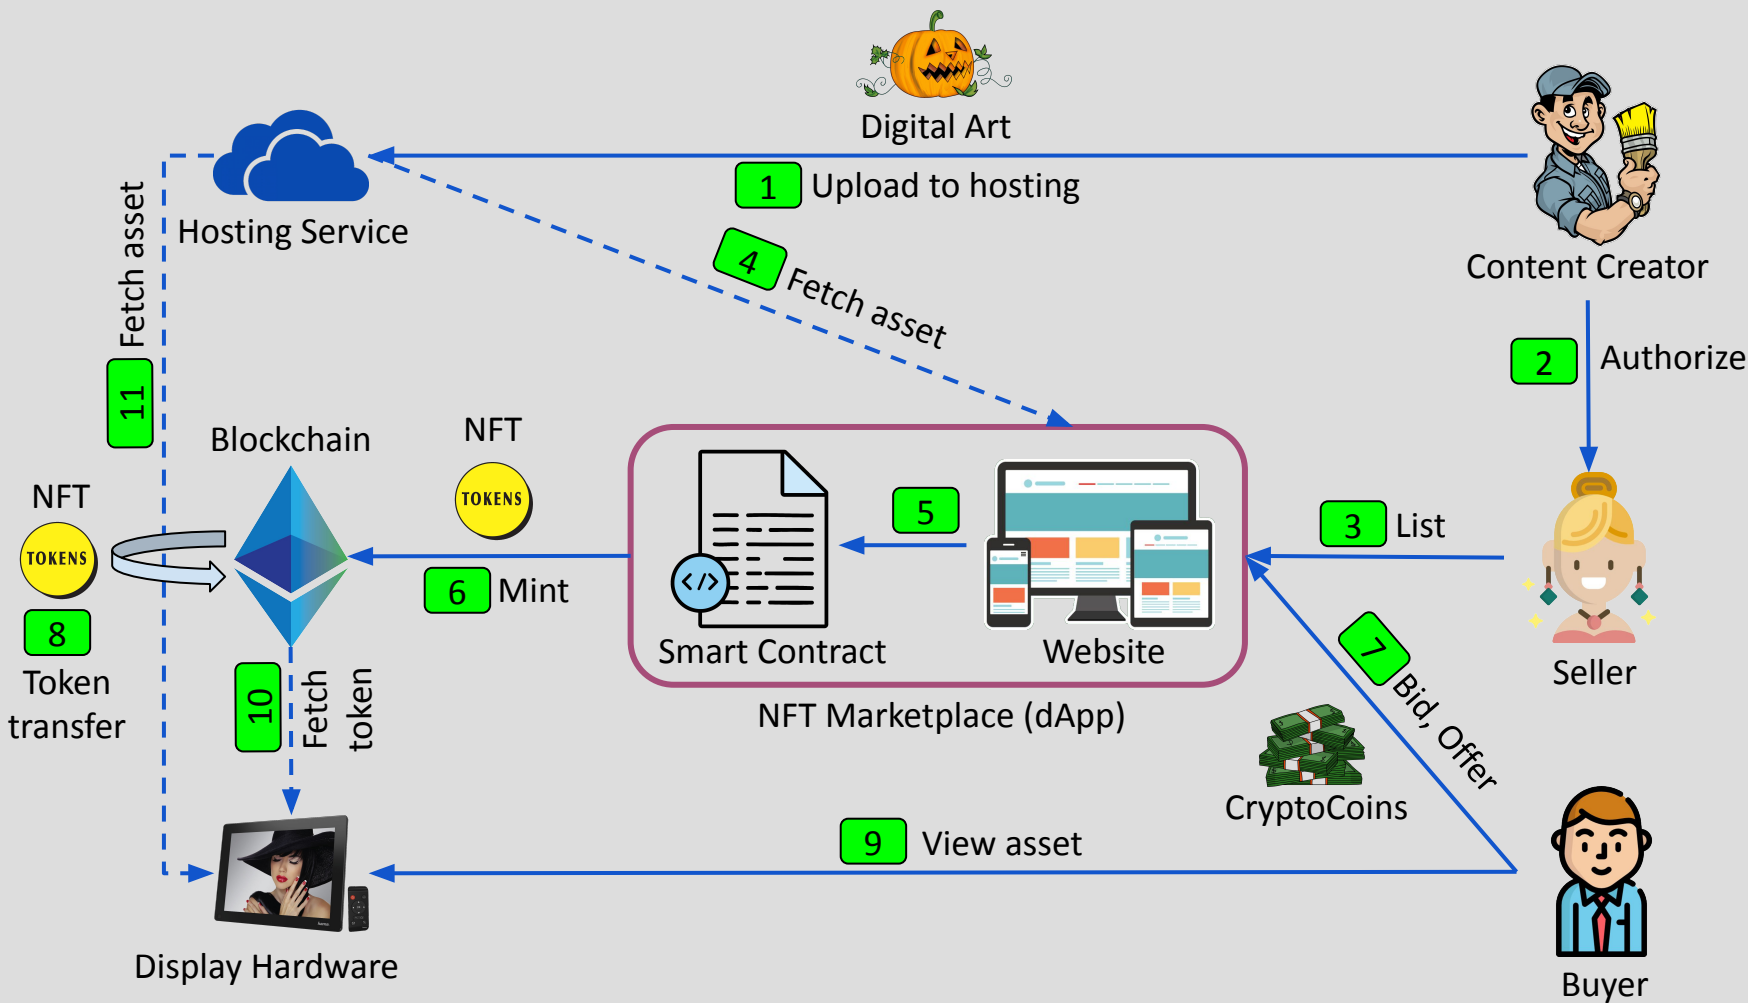 Digital Art
1 Upload to hosting
Hosting Service
Content Creator
4 Fetch asset
11 Fetch asset
2 Authorize
Blockchain
NFT
TOKENS
NFT
TOKENS
5
3 List
6 Mint
8
Token
transfer
Smart Contract
Website
NFT Marketplace (dApp)
Seller
7 Bid, Offer
10 Fetch
token
CryptoCoins
9 View asset
Display Hardware
Buyer